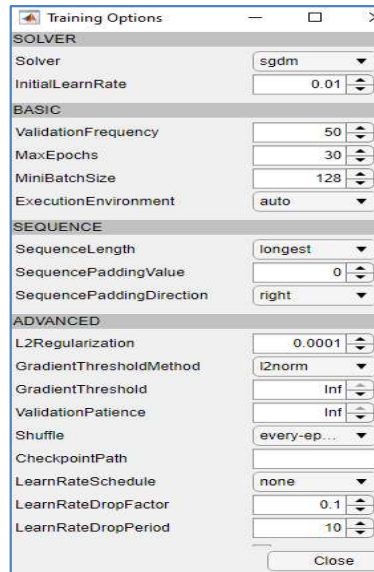 Training Options
SOLVER
Solver sgdm
InitialLearnRate 0.01
BASIC
ValidationFrequency 50
MaxEpochs 30
MiniBatchSize 128
ExecutionEnvironment auto
SEQUENCE
SequenceLength longest
SequencePaddingValue 0
SequencePaddingDirection right
ADVANCED
L2Regularization 0.0001
GradientThresholdMethod l2norm
GradientThreshold Inf
ValidationPatience Inf
Shuffle every-ep...
CheckpointPath
LearnRateSchedule none
LearnRateDropFactor 0.1
LearnRateDropPeriod 10
Close